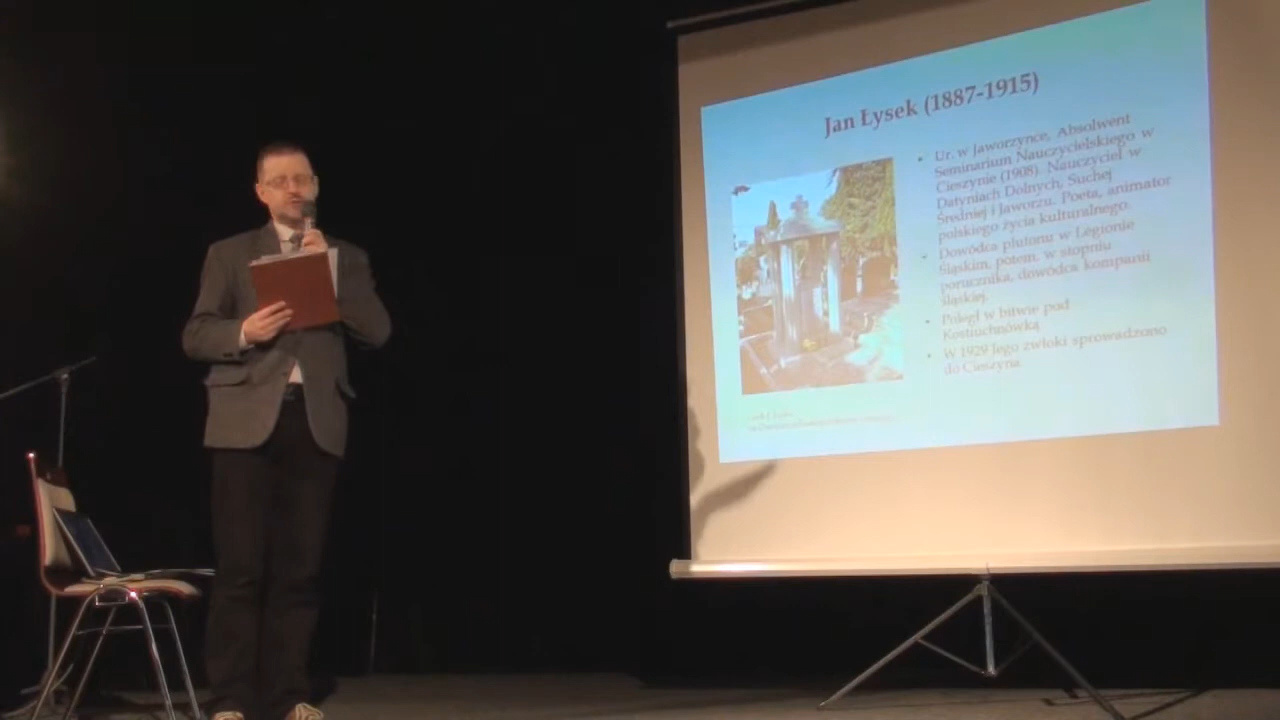 Jan Łysek (1887-1915)
• Ur. w Jaworzynce, Absolwent
Seminarium Nauczycielskiego w
Cieszynie (1908). Nauczyciel w
Datyniach Dolnych, Suchej
Średniej i Jaworzu. Poeta, animator
polskiego życia kulturalnego.
• Dowódca plutonu w Legionie
Śląskim, potem, w stopniu
porucznika, dowódca kompanii
śląskiej.
• Poległ w bitwie pod
Kostiuchnówką
• W 1929 Jego zwłoki sprowadzono
do Cieszyna